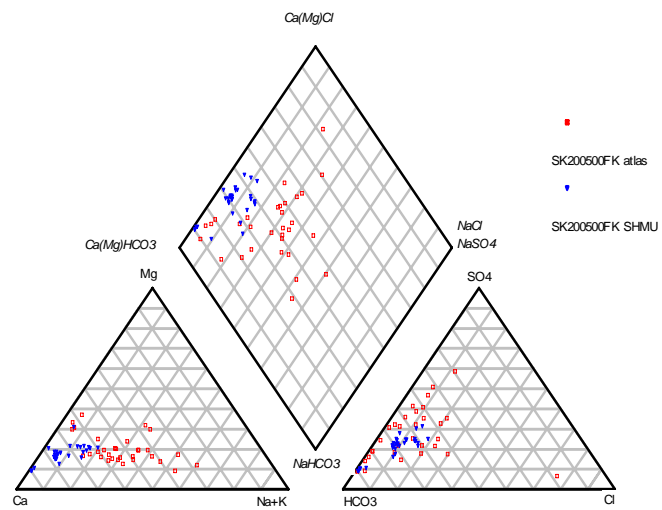 Ca(Mg)Cl
SK200500FK atlas
SK200500FK SHMU
NaCl
NaSO4
Ca(Mg)HCO3
Mg
SO4
NaHCO3
Ca
Na+K
HCO3
Cl